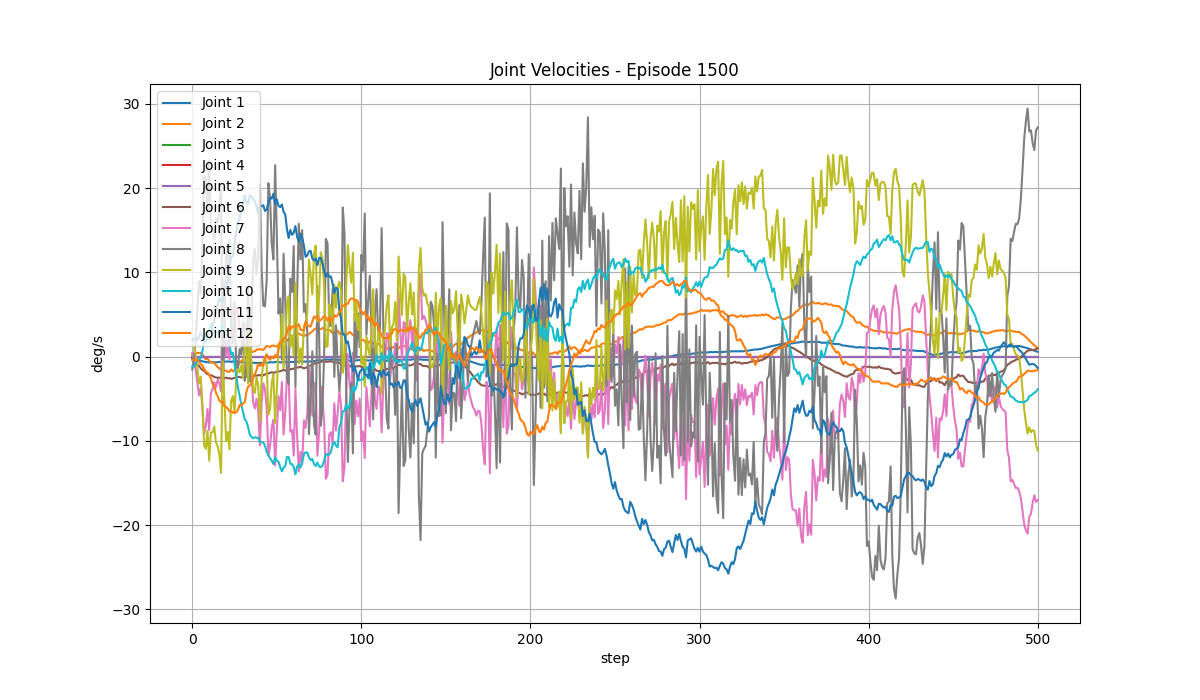 Joint Velocities - Episode 1500
30
20
10
0
−10
−20
−30
deg/s
Joint 1
Joint 2
Joint 3
Joint 4
Joint 5
Joint 6
Joint 7
Joint 8
Joint 9
Joint 10
Joint 11
Joint 12
0
100
200
300
400
500
step